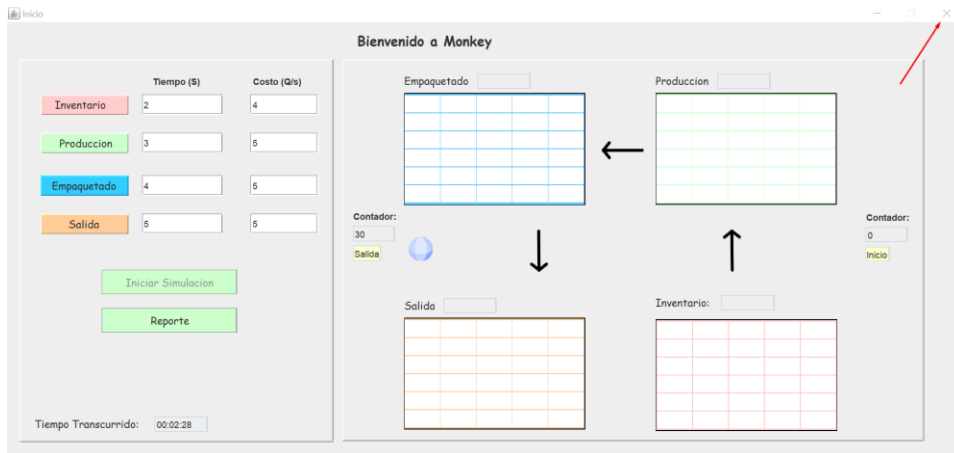 Inicio
Bienvenido a Monkey
Tiempo (S) Costo (Q/s)
Inventario 2 4
Produccion 3 5
Empaquetado 4 5
Salida 5 5
Iniciar Simulacion
Reporte
Tiempo Transcurrido: 00:02:28
Empaquetado
Produccion
Contador:
30
Salida
Contador:
0
Inicio
Salida
Inventario: